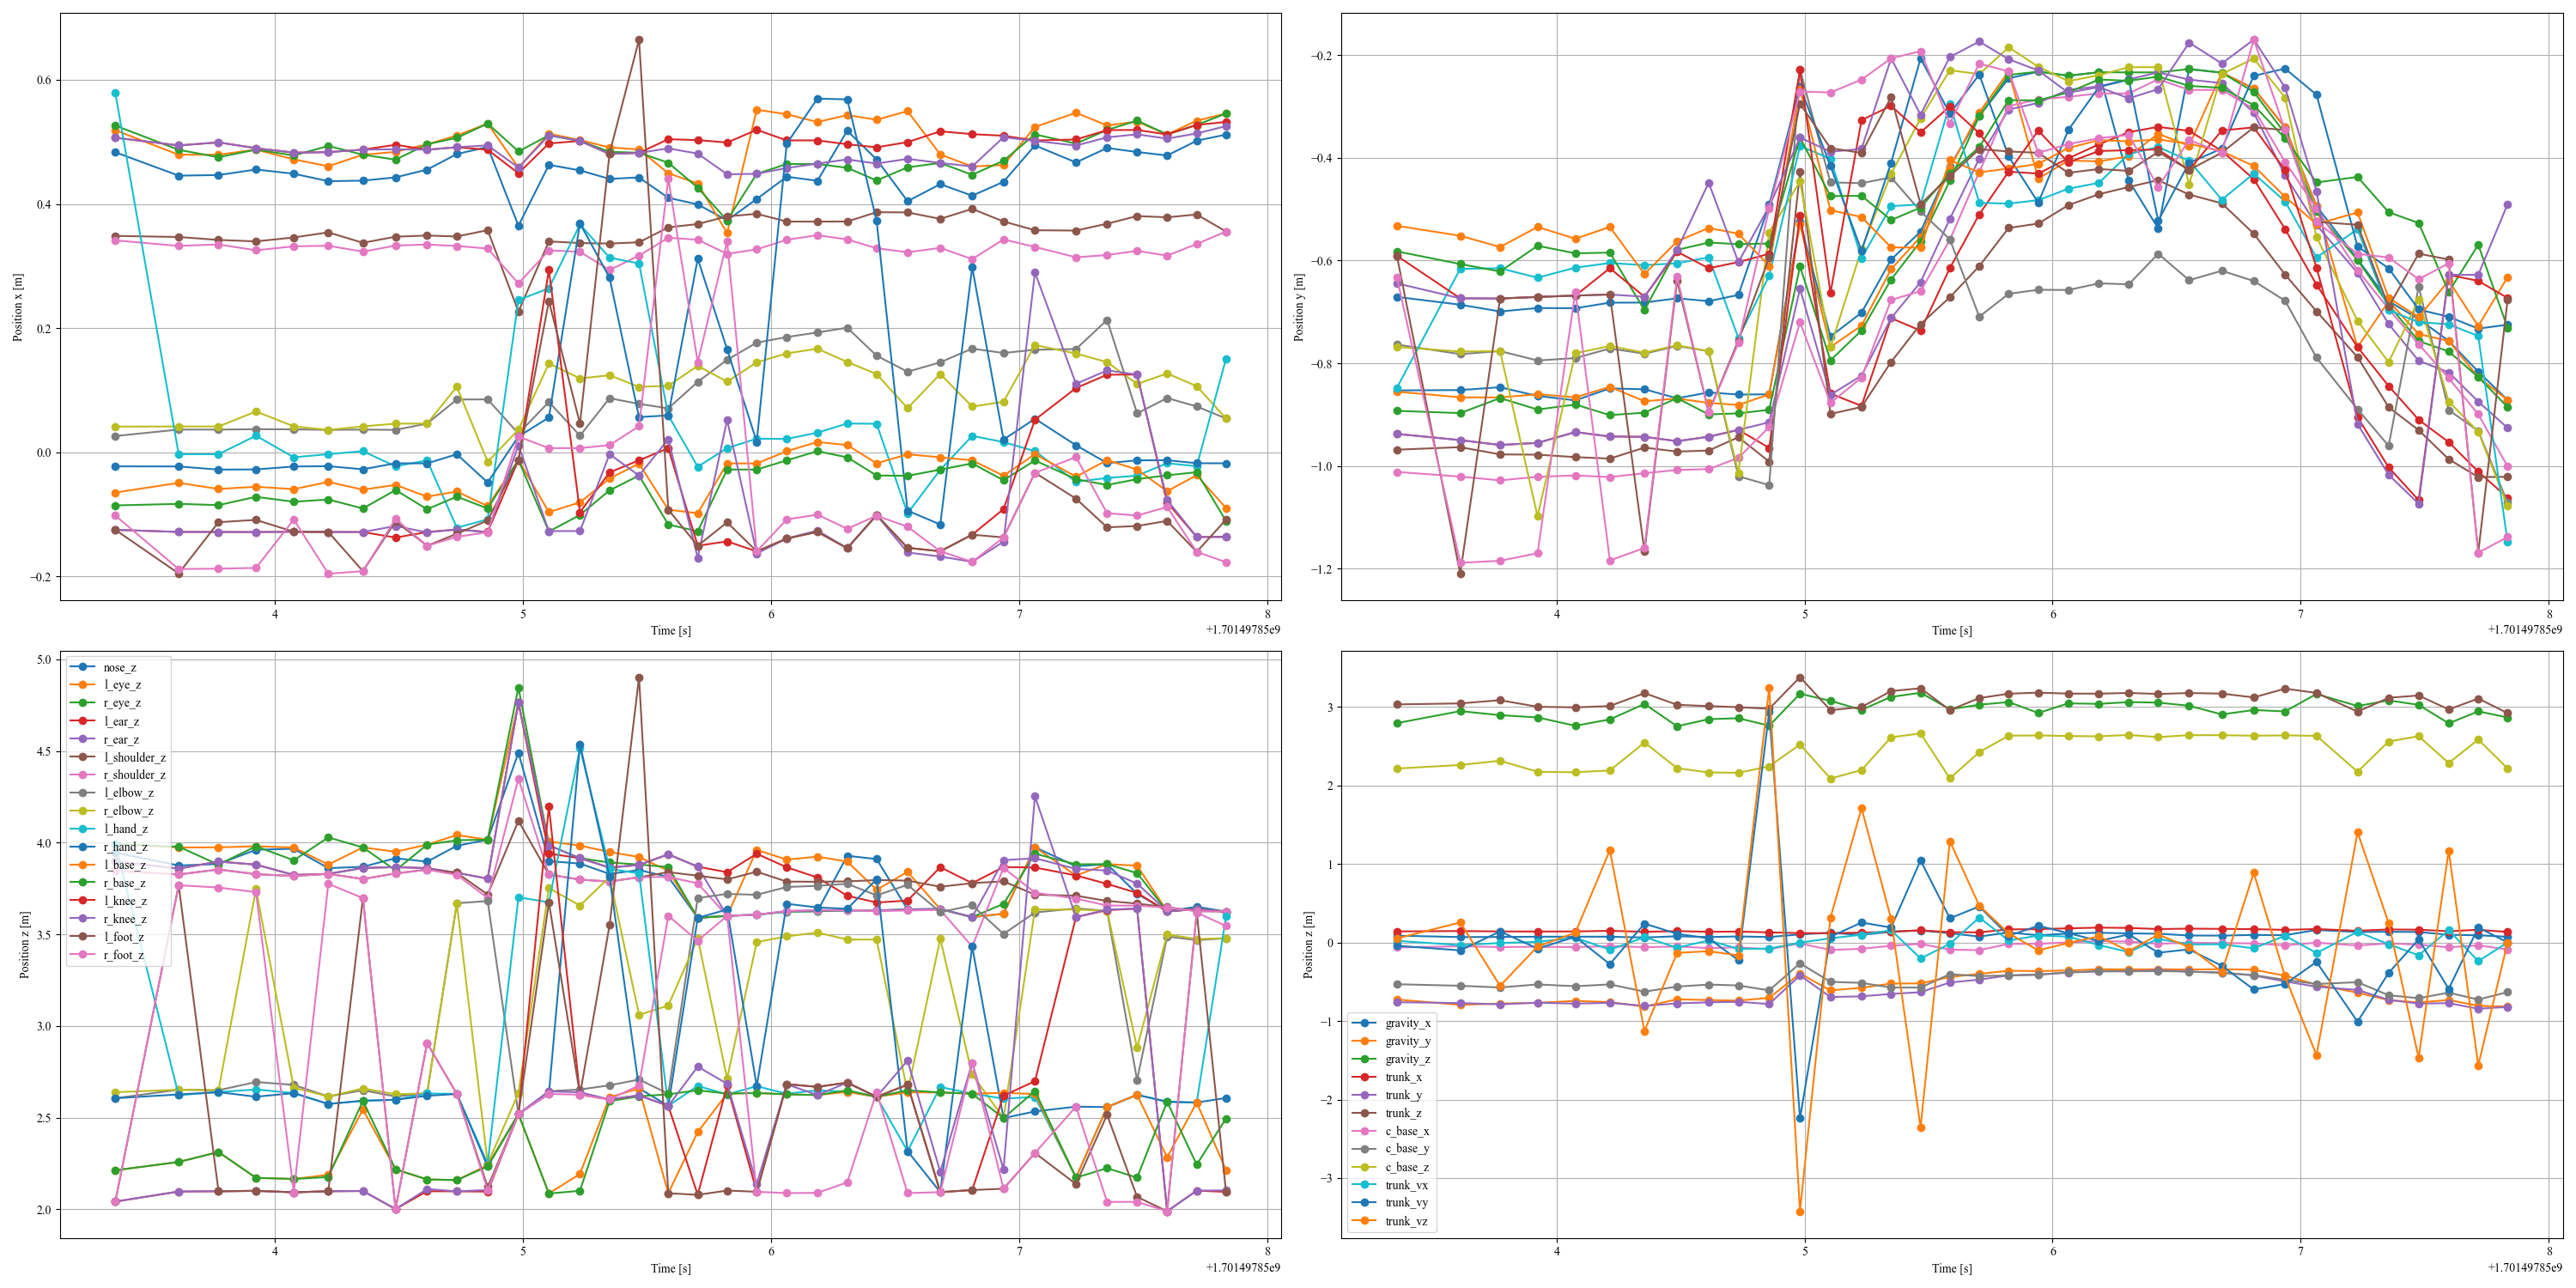 0.6
0.4
0.2
0.0
−0.2
Position x [m]
4
5
6
7
8
Time [s]
+1.70149785e9
−0.2
−0.4
−0.6
−0.8
−1.0
−1.2
Position y [m]
4
5
6
7
8
Time [s]
+1.70149785e9
5.0
4.5
4.0
3.5
3.0
2.5
2.0
Position z [m]
nose_z
l_eye_z
r_eye_z
l_ear_z
r_ear_z
l_shoulder_z
r_shoulder_z
l_elbow_z
r_elbow_z
l_hand_z
r_hand_z
l_base_z
r_base_z
l_knee_z
r_knee_z
l_foot_z
r_foot_z
4
5
6
7
8
Time [s]
+1.70149785e9
3
2
1
0
−1
−2
−3
Position z [m]
gravity_x
gravity_y
gravity_z
trunk_x
trunk_y
trunk_z
c_base_x
c_base_y
c_base_z
trunk_vx
trunk_vy
trunk_vz
4
5
6
7
8
Time [s]
+1.70149785e9